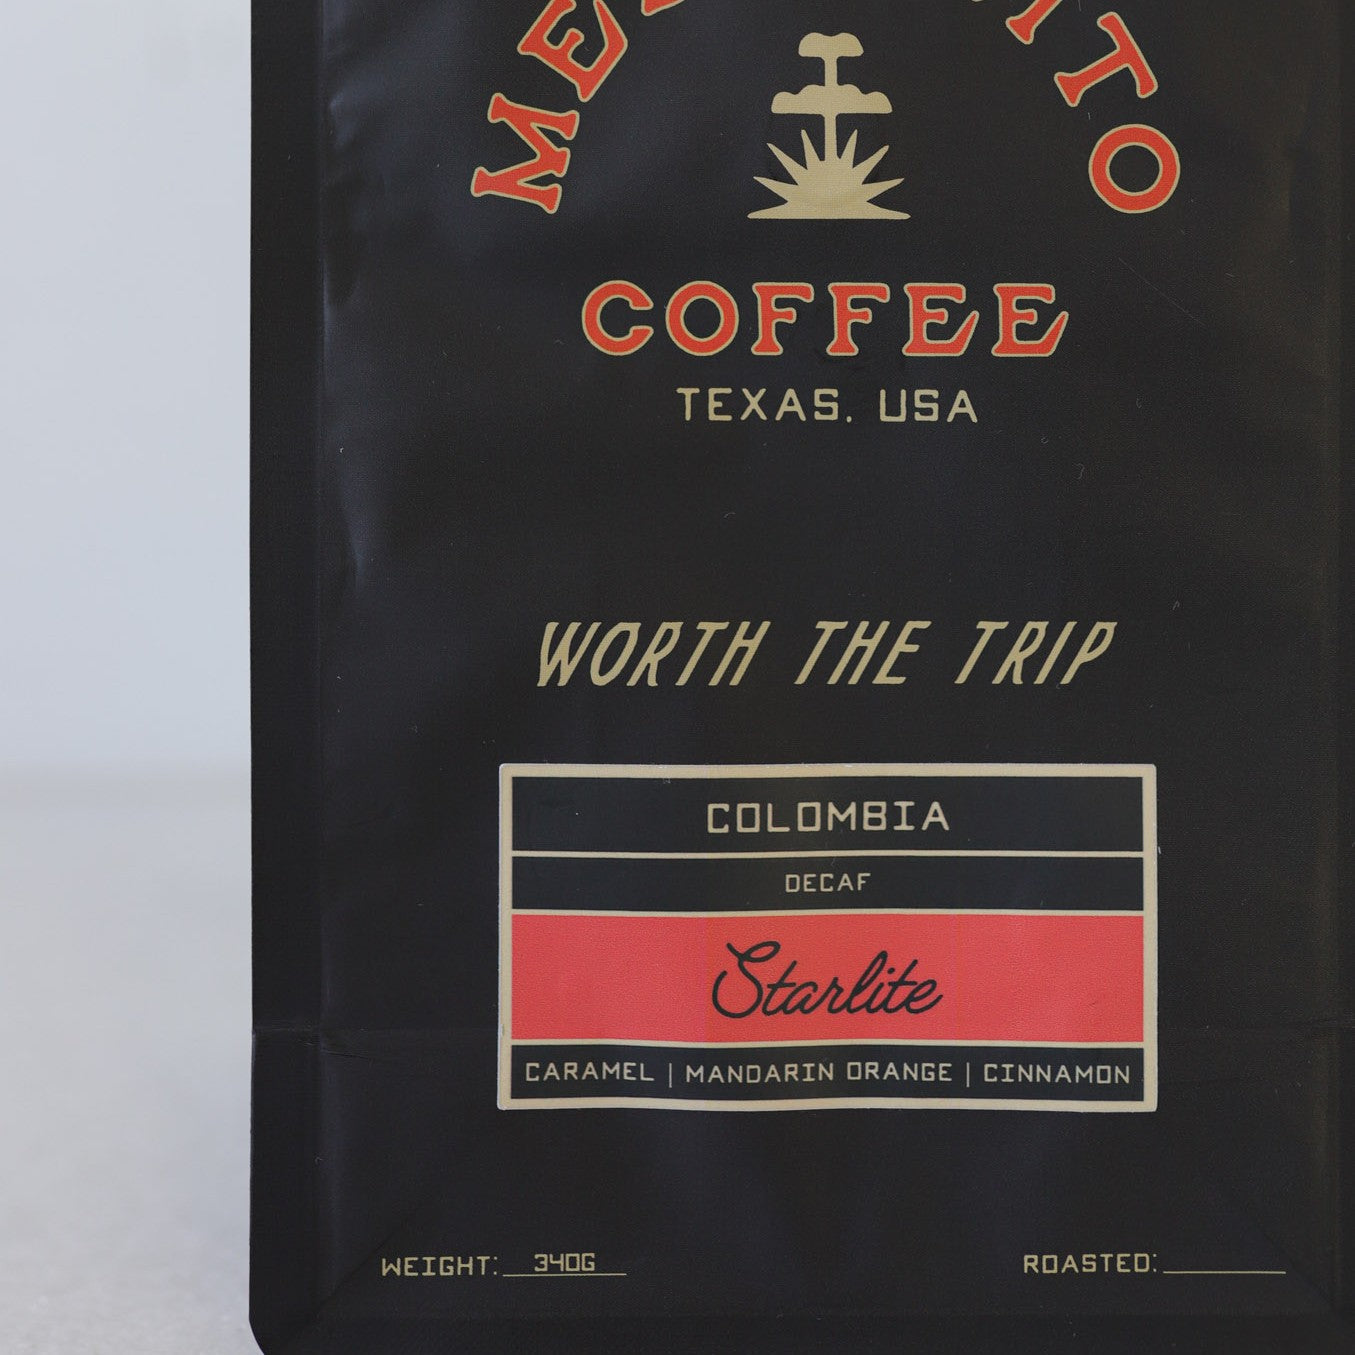 COFFEE
TEXAS, USA
WORTH THE TRIP
COLOMBIA
DECAF
Starlite
CARAMEL | MANDARIN ORANGE | CINNAMON
WEIGHT: 340G
ROASTED: